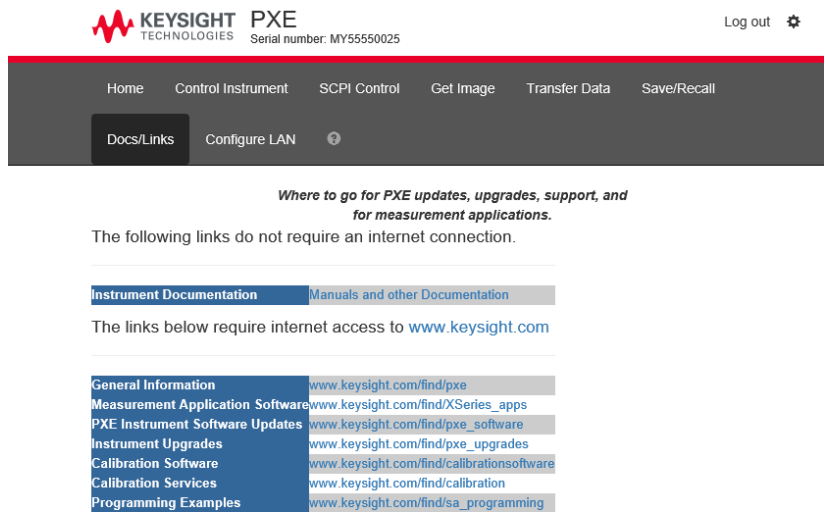 KEYSIGHT TECHNOLOGIES
PXE
Serial number: MY55550025
Log out
Home Control Instrument SCPI Control Get Image Transfer Data Save/Recall
Docs/Links Configure LAN ?
Where to go for PXE updates, upgrades, support, and
for measurement applications.
The following links do not require an internet connection.
Instrument Documentation Manuals and other Documentation
The links below require internet access to www.keysight.com
General Information www.keysight.com/find/pxe
Measurement Application Software www.keysight.com/find/XSeries_apps
PXE Instrument Software Updates www.keysight.com/find/pxe_software
Instrument Upgrades www.keysight.com/find/pxe_upgrades
Calibration Software www.keysight.com/find/calibrationsoftware
Calibration Services www.keysight.com/find/calibration
Programming Examples www.keysight.com/find/sa_programming